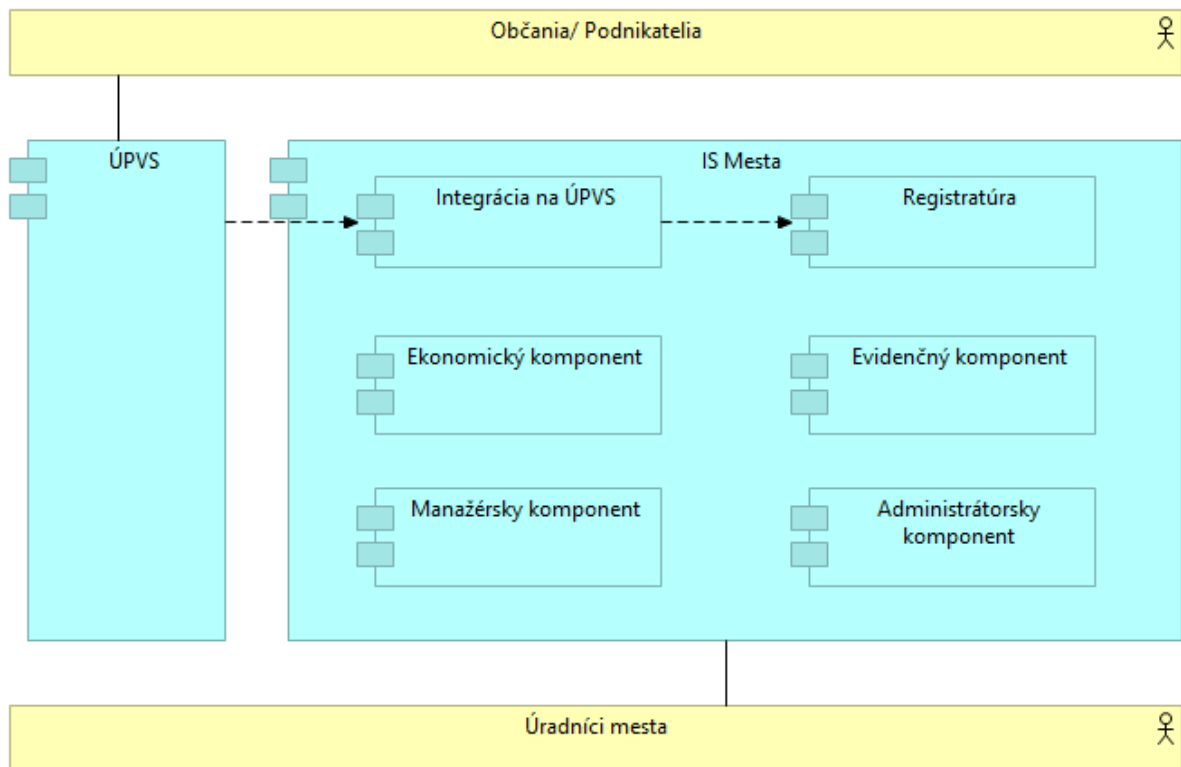 Občania/ Podnikatelia
ÚPVS
IS Mesta
Integrácia na ÚPVS
Registratúra
Ekonomický komponent
Evidenčný komponent
Manažérsky komponent
Administrátorsky
komponent
Úradníci mesta